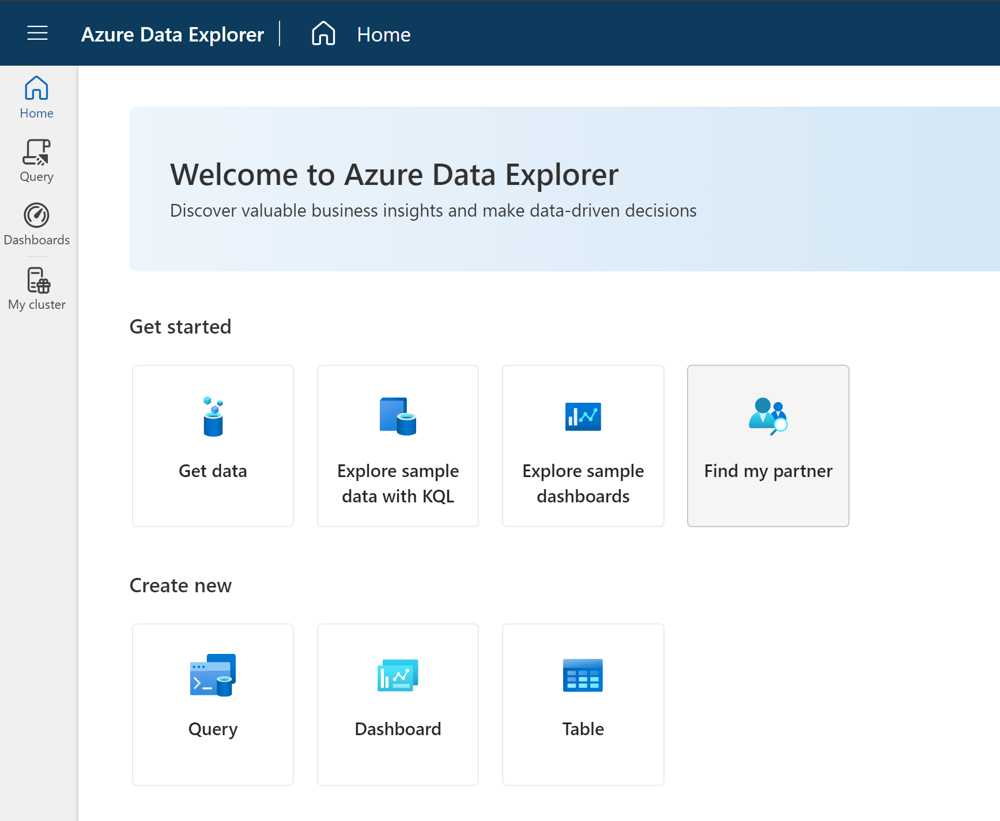 Azure Data Explorer
Home
Home
Query
Dashboards
My cluster
Welcome to Azure Data Explorer
Discover valuable business insights and make data-driven decisions
Get started
Get data
Explore sample
data with KQL
Explore sample
dashboards
Find my partner
Create new
Query
Dashboard
Table